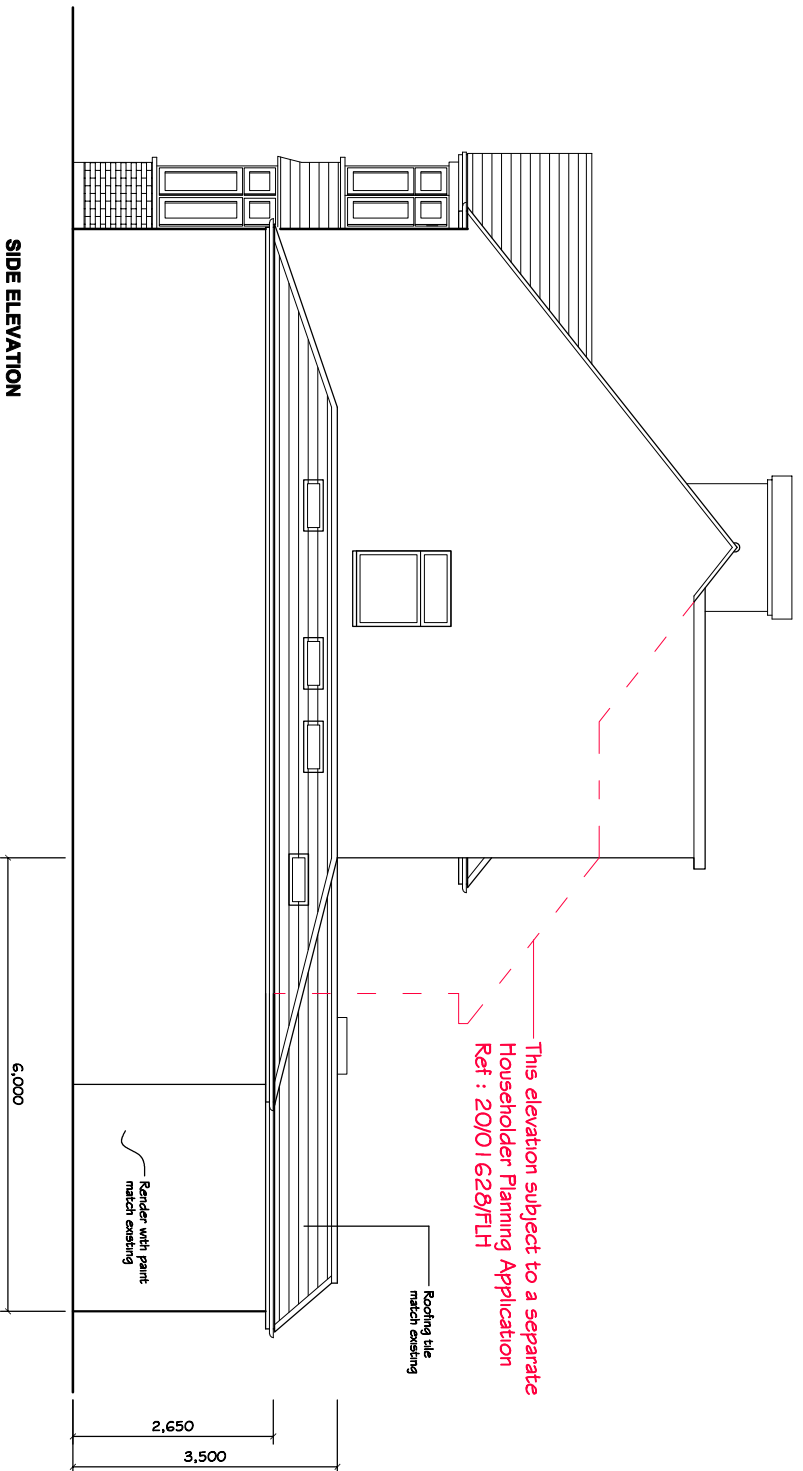 This elevation subject to a separate
Householder Planning Application
Ref : 20/01628/FLH
Roofing tile
match existing
Render with paint
match existing
2,650
3,500
6,000
SIDE ELEVATION